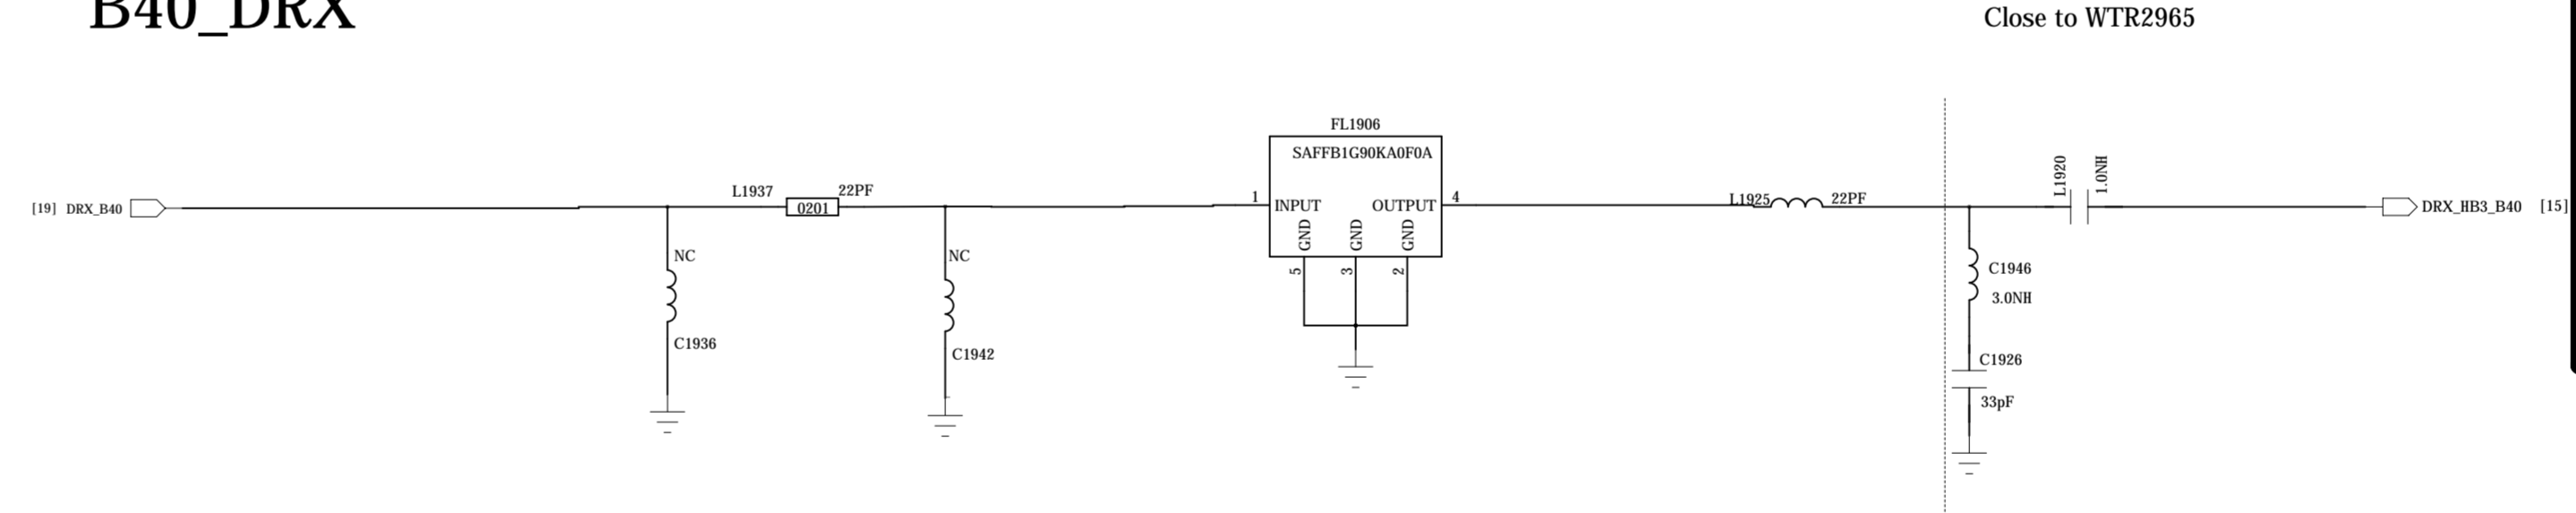 B40_DRX
Close to WTR2965
FL1906
SAFFB1G90KA0F0A
[19] DRX_B40
L1937
22PF
0201
1
INPUT
OUTPUT
4
GND
GND
GND
5
3
2
L1925
22PF
L1920
1.0NH
DRX_HB3_B40 [15]
NC
C1936
NC
C1942
C1946
3.0NH
C1926
33pF